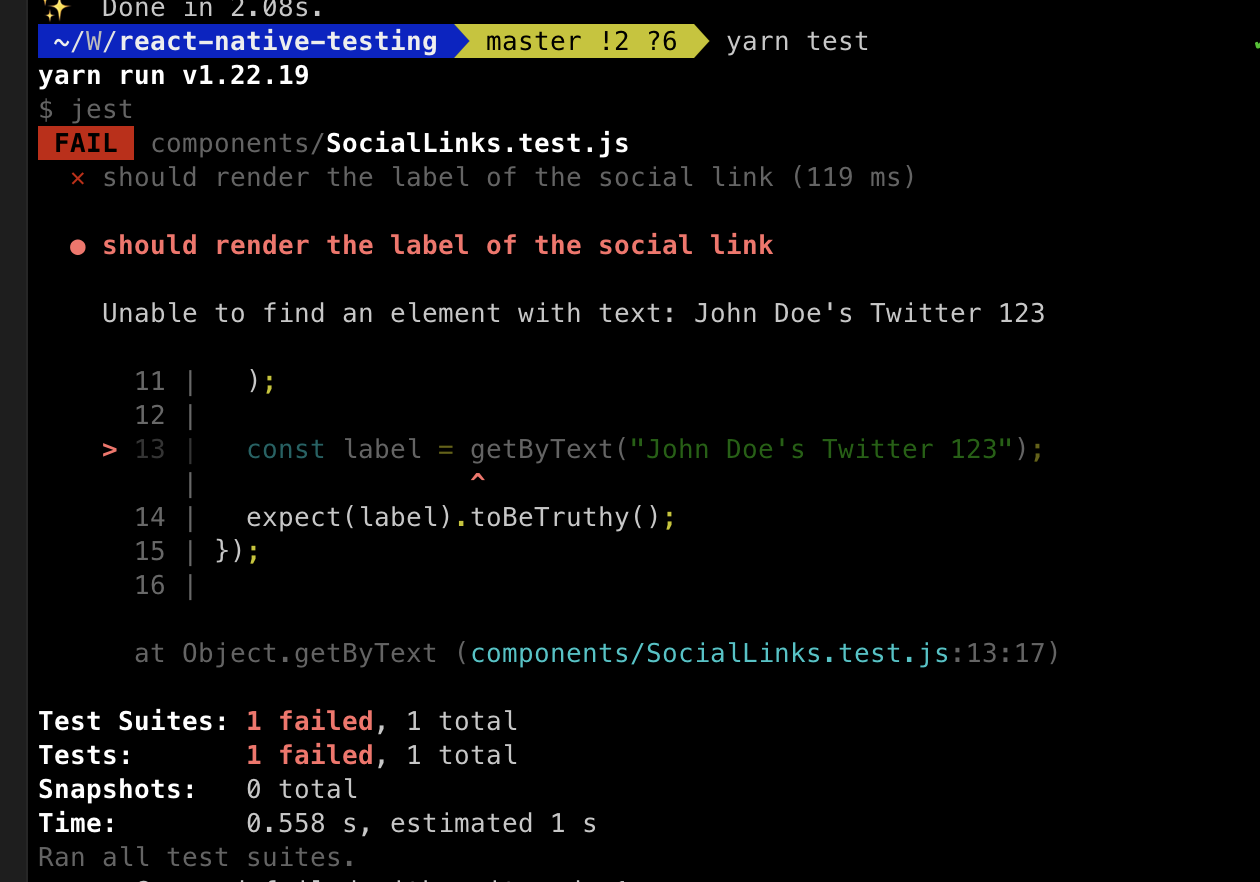 ✨  Done in 2.08s.
~/W/react-native-testing master !2 ?6 yarn test
yarn run v1.22.19
$ jest
FAIL components/SocialLinks.test.js
✕ should render the label of the social link (119 ms)
● should render the label of the social link
Unable to find an element with text: John Doe's Twitter 123
11 |   );
12 |
> 13 |   const label = getByText("John Doe's Twitter 123");
|                 ^
14 |   expect(label).toBeTruthy();
15 | });
16 |
at Object.getByText (components/SocialLinks.test.js:13:17)
Test Suites: 1 failed, 1 total
Tests:       1 failed, 1 total
Snapshots:   0 total
Time:        0.558 s, estimated 1 s
Ran all test suites.